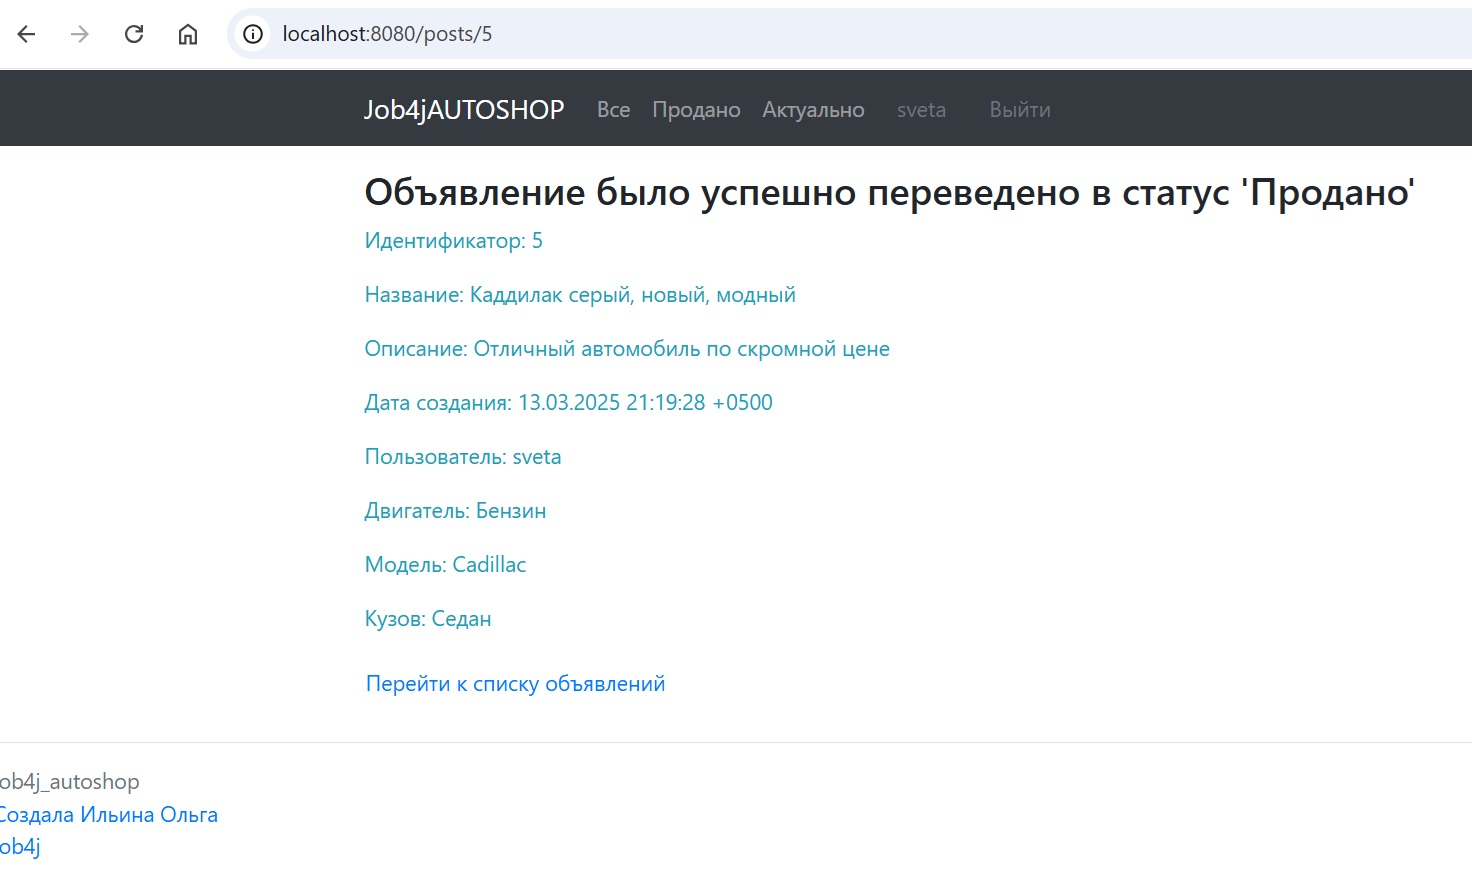 localhost:8080/posts/5
Job4jAUTOSHOP Все Продано Актуально sveta Выйти
Объявление было успешно переведено в статус 'Продано'
Идентификатор: 5
Название: Каддилак серый, новый, модный
Описание: Отличный автомобиль по скромной цене
Дата создания: 13.03.2025 21:19:28 +0500
Пользователь: sveta
Двигатель: Бензин
Модель: Cadillac
Кузов: Седан
Перейти к списку объявлений
ob4j_autoshop
Создала Ильина Ольга
ob4j